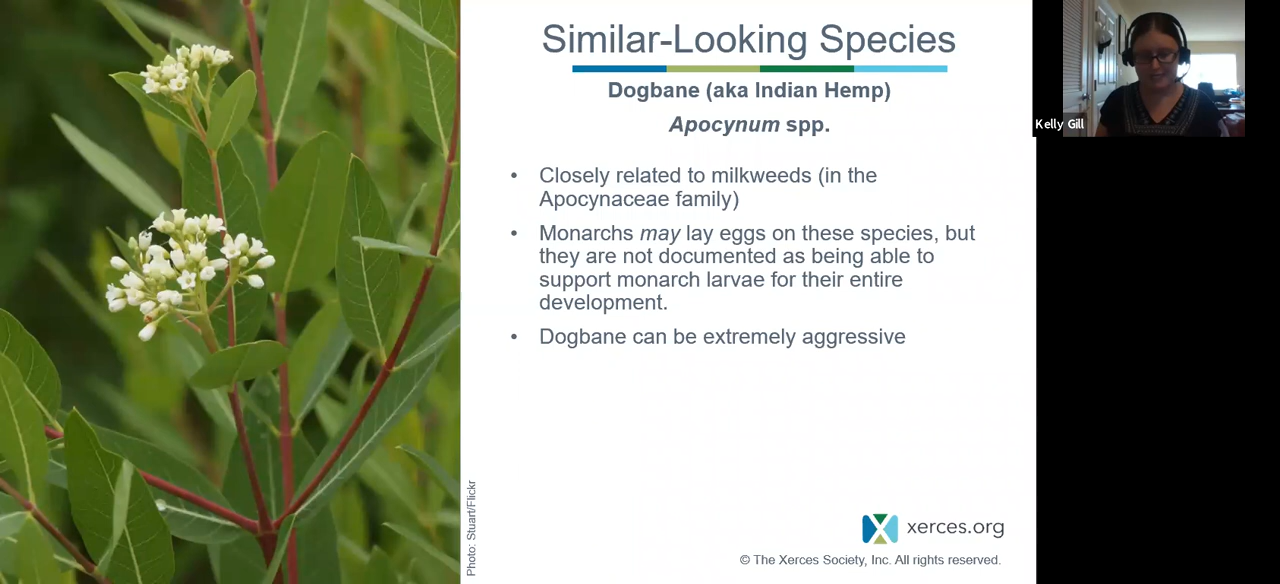 Similar-Looking Species
Dogbane (aka Indian Hemp)
Apocynum spp.
• Closely related to milkweeds (in the
Apocynaceae family)
• Monarchs may lay eggs on these species, but
they are not documented as being able to
support monarch larvae for their entire
development.
• Dogbane can be extremely aggressive
Photo: Stuart/Flickr
xerces.org
© The Xerces Society, Inc. All rights reserved.
Kelly Gill